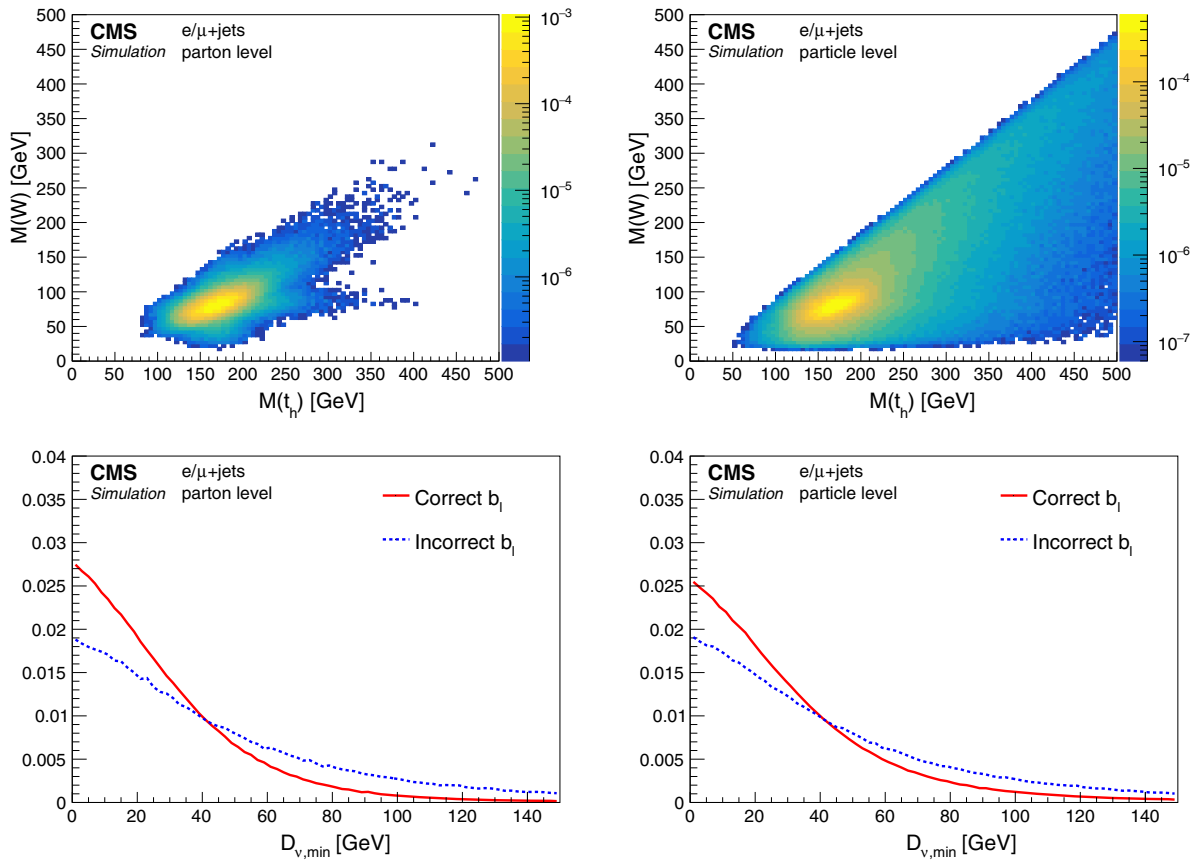 CMS e/μ+jets
Simulation parton level
500
450
400
350
300
250
200
150
100
50
0
M(W) [GeV]
0 50 100 150 200 250 300 350 400 450 500
M(t_h) [GeV]
10⁻³
10⁻⁴
10⁻⁵
10⁻⁶
CMS e/μ+jets
Simulation particle level
500
450
400
350
300
250
200
150
100
50
0
M(W) [GeV]
0 50 100 150 200 250 300 350 400 450 500
M(t_h) [GeV]
10⁻⁴
10⁻⁵
10⁻⁶
10⁻⁷
CMS e/μ+jets
Simulation parton level
Correct b_l
Incorrect b_l
0.04
0.035
0.03
0.025
0.02
0.015
0.01
0.005
0
0 20 40 60 80 100 120 140
D_ν,min [GeV]
CMS e/μ+jets
Simulation particle level
Correct b_l
Incorrect b_l
0.04
0.035
0.03
0.025
0.02
0.015
0.01
0.005
0
0 20 40 60 80 100 120 140
D_ν,min [GeV]